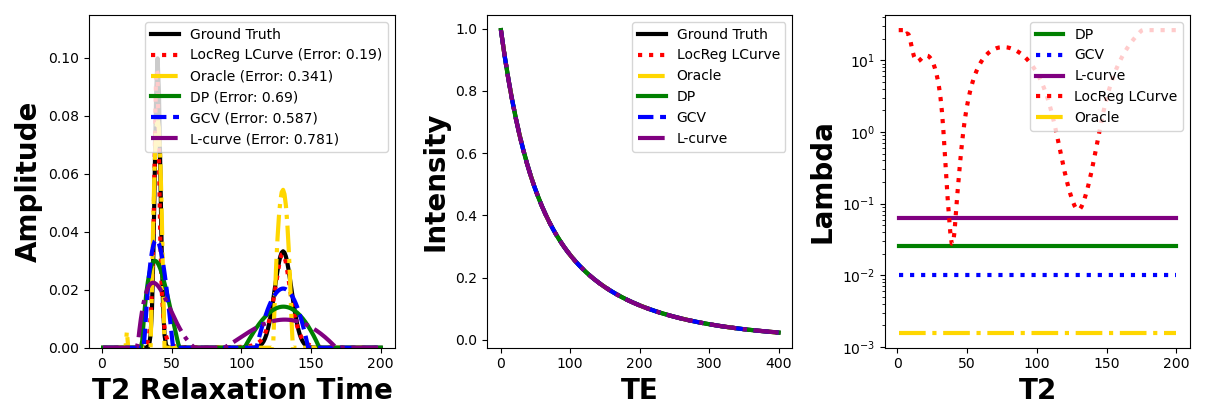 Amplitude
0.10
0.08
0.06
0.04
0.02
0.00
Ground Truth
LocReg LCurve (Error: 0.19)
Oracle (Error: 0.341)
DP (Error: 0.69)
GCV (Error: 0.587)
L-curve (Error: 0.781)
0 50 100 150 200
T2 Relaxation Time
Intensity
1.0
0.8
0.6
0.4
0.2
0.0
Ground Truth
LocReg LCurve
Oracle
DP
GCV
L-curve
0 100 200 300 400
TE
Lambda
10¹
10⁰
10⁻¹
10⁻²
10⁻³
DP
GCV
L-curve
LocReg LCurve
Oracle
0 50 100 150 200
T2